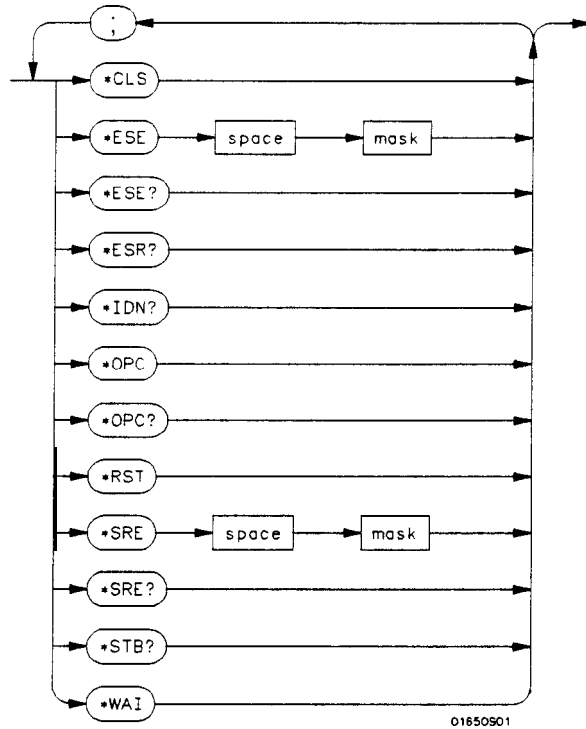 ;
*CLS
*ESE space mask
*ESE?
*ESR?
*IDN?
*OPC
*OPC?
*RST
*SRE space mask
*SRE?
*STB?
*WAI
01650S01